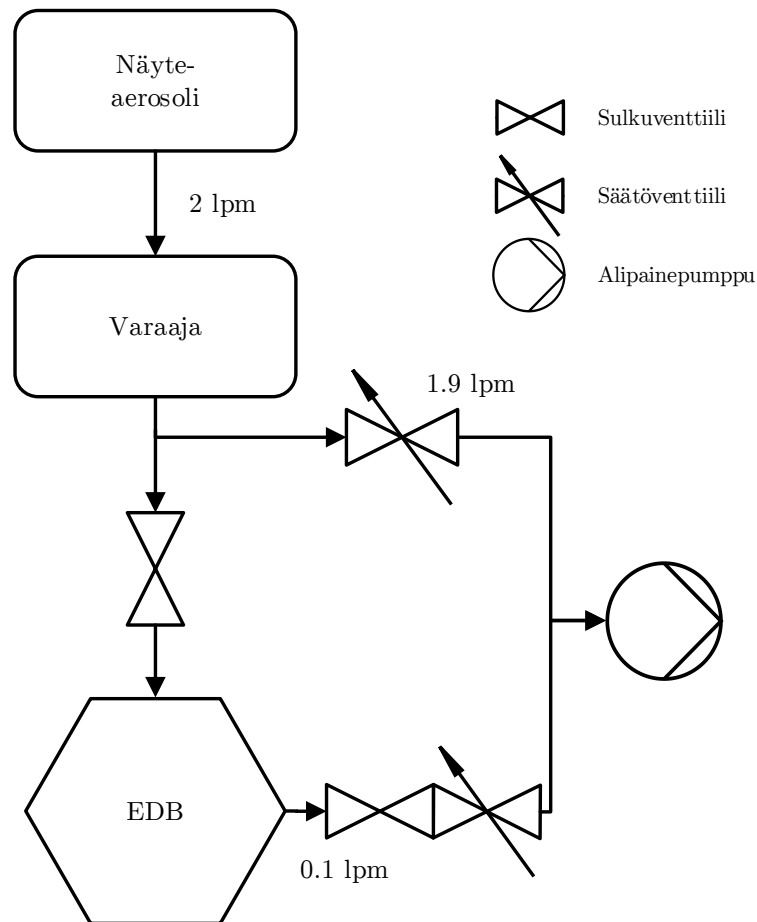 Näyte-
aerosoli
2 lpm
Sulkuventtiili
Säätöventtiili
Alipainepumppu
Varaaja
1.9 lpm
EDB
0.1 lpm